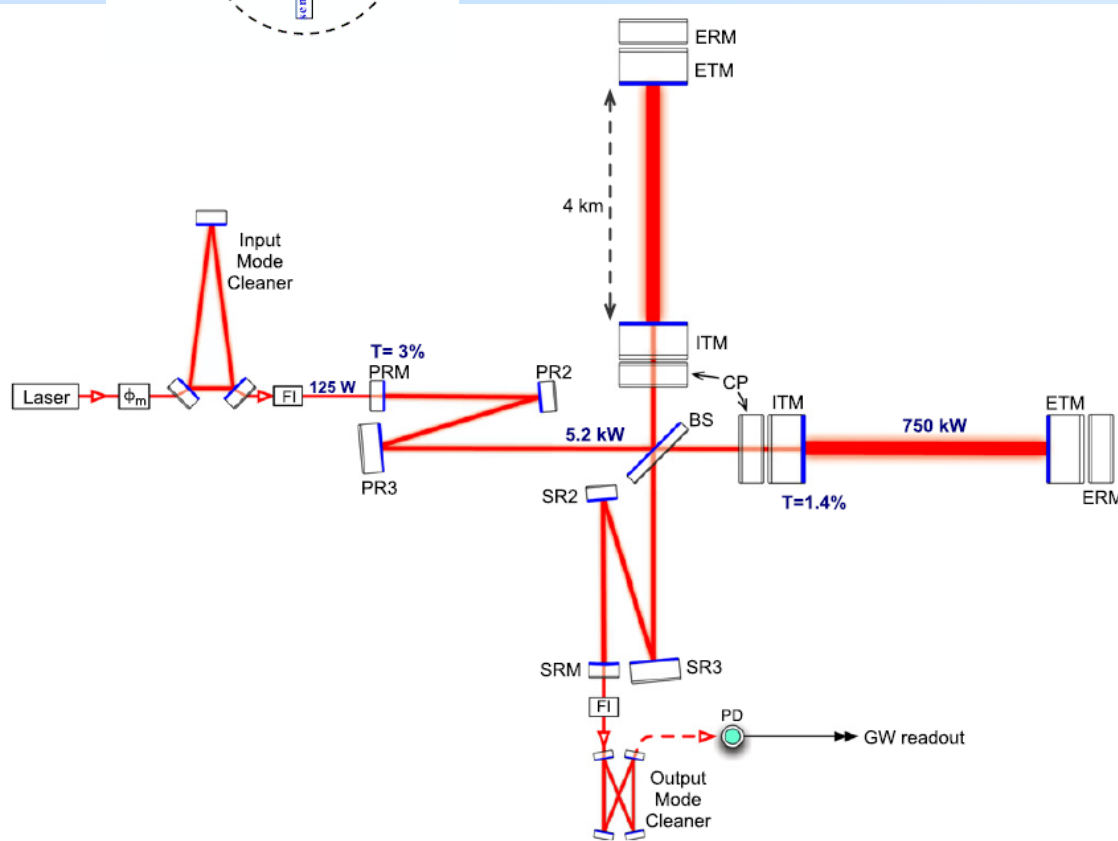 ERM
ETM
4 km
Input
Mode
Cleaner
ITM
T= 3%
PRM
PR2
CP
Laser
ϕm
FI
125 W
ITM
ETM
BS
5.2 kW
750 kW
PR3
SR2
T=1.4%
ERM
SRM
SR3
FI
PD
GW readout
Output
Mode
Cleaner